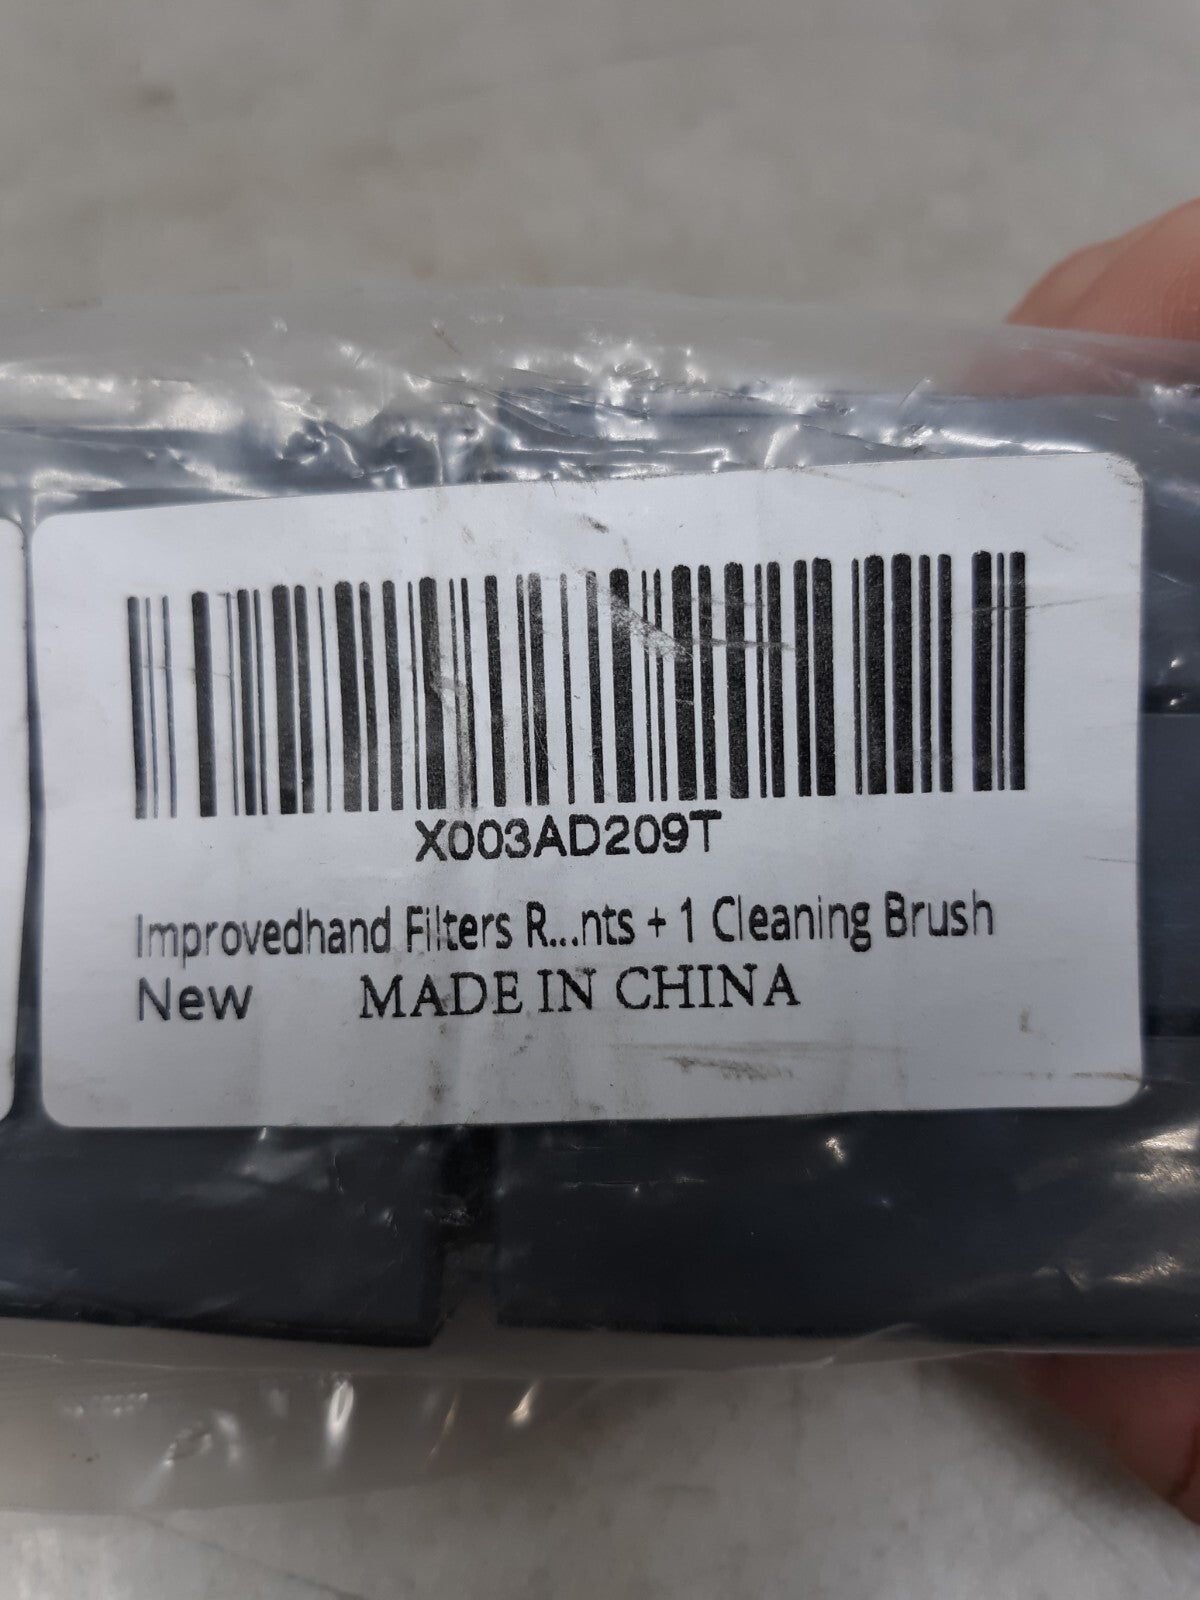 X003AD209T
Improvedhand Filters R...nts + 1 Cleaning Brush
New MADE IN CHINA